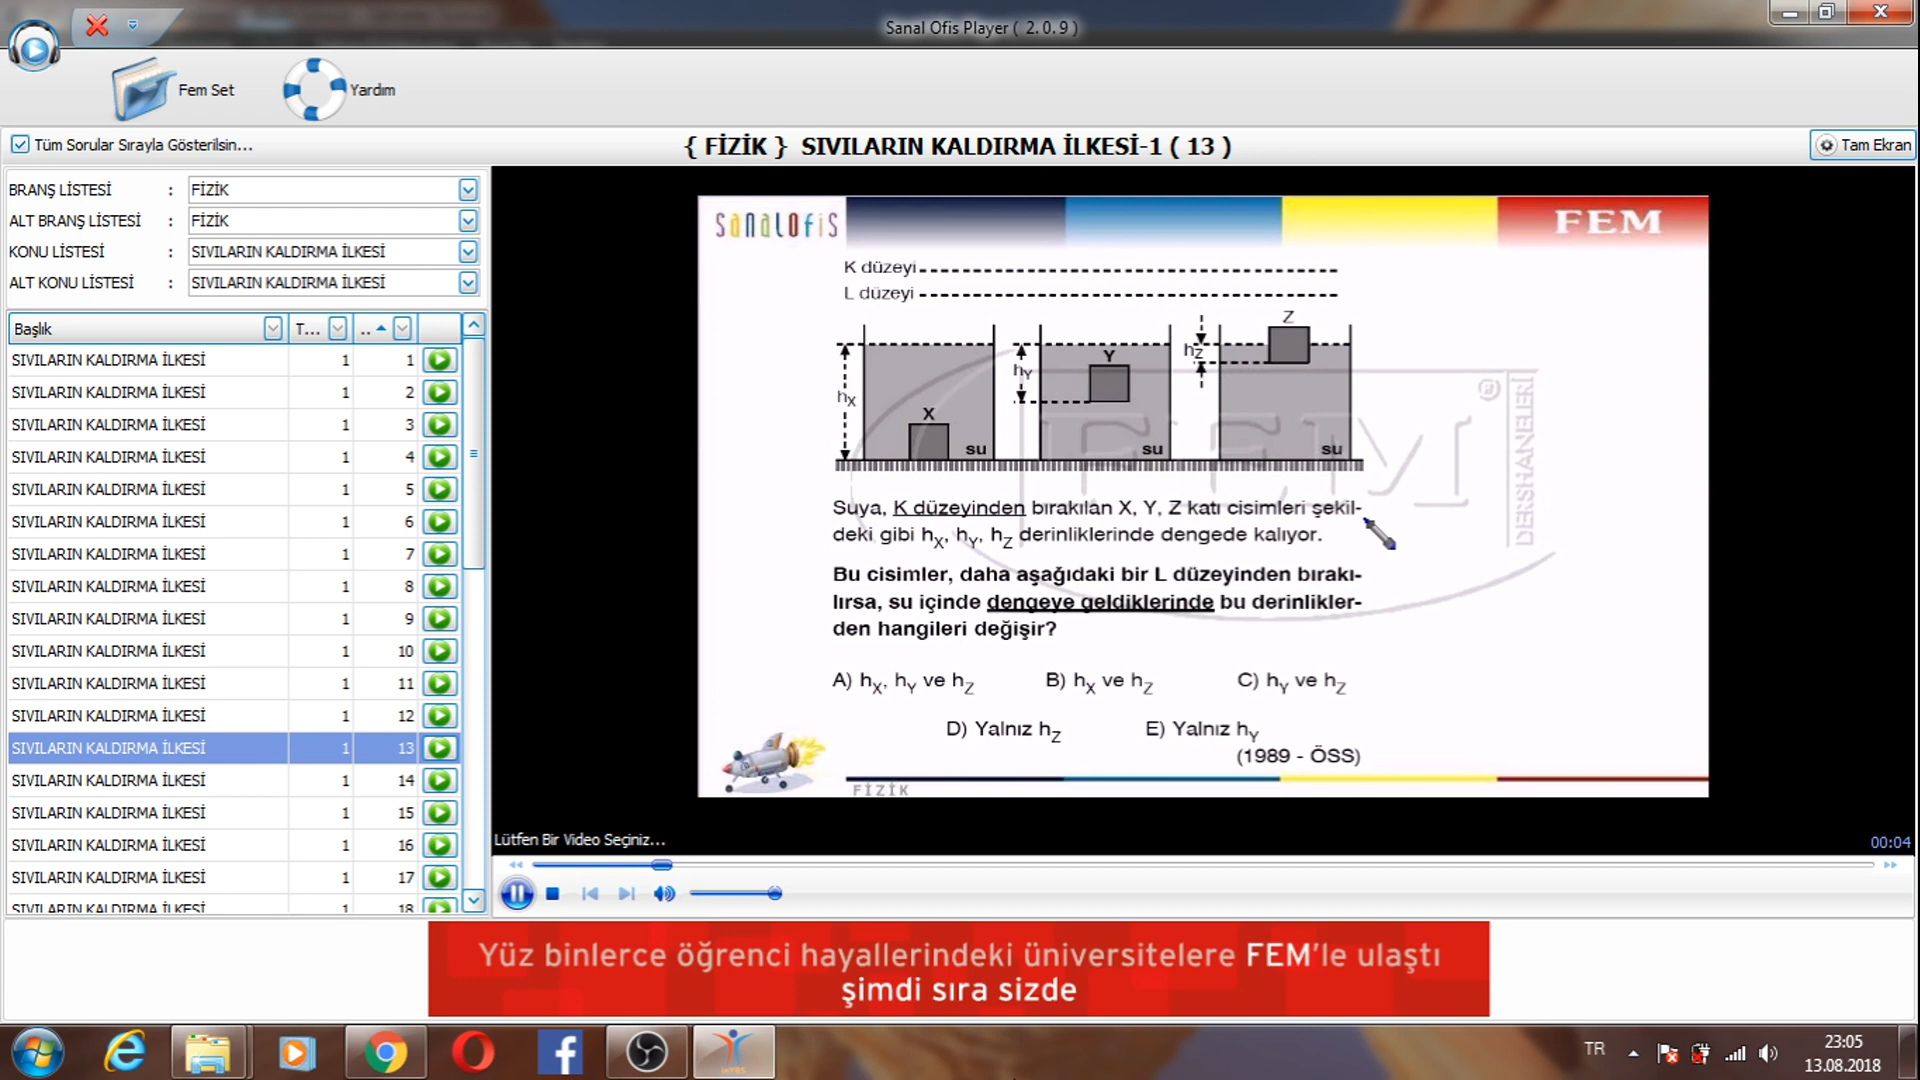 Sanal Ofis Player ( 2.0.9 )
Fem Set
Yardım
Tüm Sorular Sırayla Gösterilsin...
{ FİZİK } SIVILARIN KALDIRMA İLKESİ-1 ( 13 )
Tam Ekran
BRANŞ LİSTESİ : FİZİK
ALT BRANŞ LİSTESİ : FİZİK
KONU LİSTESİ : SIVILARIN KALDIRMA İLKESİ
ALT KONU LİSTESİ : SIVILARIN KALDIRMA İLKESİ
Başlık T... ..
SIVILARIN KALDIRMA İLKESİ 1 1
SIVILARIN KALDIRMA İLKESİ 1 2
SIVILARIN KALDIRMA İLKESİ 1 3
SIVILARIN KALDIRMA İLKESİ 1 4
SIVILARIN KALDIRMA İLKESİ 1 5
SIVILARIN KALDIRMA İLKESİ 1 6
SIVILARIN KALDIRMA İLKESİ 1 7
SIVILARIN KALDIRMA İLKESİ 1 8
SIVILARIN KALDIRMA İLKESİ 1 9
SIVILARIN KALDIRMA İLKESİ 1 10
SIVILARIN KALDIRMA İLKESİ 1 11
SIVILARIN KALDIRMA İLKESİ 1 12
SIVILARIN KALDIRMA İLKESİ 1 13
SIVILARIN KALDIRMA İLKESİ 1 14
SIVILARIN KALDIRMA İLKESİ 1 15
SIVILARIN KALDIRMA İLKESİ 1 16
SIVILARIN KALDIRMA İLKESİ 1 17
SIVILARIN KALDIRMA İLKESİ 1 18
sanalofis
FEM
K düzeyi
L düzeyi
Z
hZ
Y
hY
hX
X
su su su
FEM DERSHANELERİ ®
Suya, K düzeyinden bırakılan X, Y, Z katı cisimleri şekil-
deki gibi hX, hY, hZ derinliklerinde dengede kalıyor.
Bu cisimler, daha aşağıdaki bir L düzeyinden bırakı-
lırsa, su içinde dengeye geldiklerinde bu derinlikler-
den hangileri değişir?
A) hX, hY ve hZ B) hX ve hZ C) hY ve hZ
D) Yalnız hZ E) Yalnız hY
(1989 - ÖSS)
FİZİK
Lütfen Bir Video Seçiniz...
00:04
Yüz binlerce öğrenci hayallerindeki üniversitelere FEM'le ulaştı
şimdi sıra sizde
TR
23:05
13.08.2018